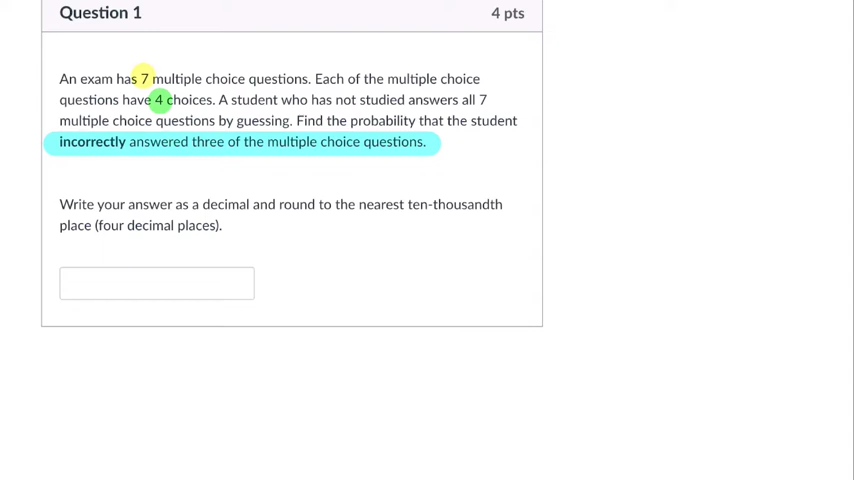 Question 1
4 pts
An exam has 7 multiple choice questions. Each of the multiple choice
questions have 4 choices. A student who has not studied answers all 7
multiple choice questions by guessing. Find the probability that the student
incorrectly answered three of the multiple choice questions.
Write your answer as a decimal and round to the nearest ten-thousandth
place (four decimal places).